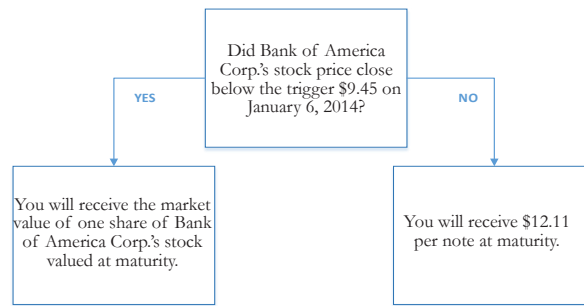 Did Bank of America
Corp.'s stock price close
below the trigger $9.45 on
January 6, 2014?
YES
NO
You will receive the market
value of one share of Bank
of America Corp.'s stock
valued at maturity.
You will receive $12.11
per note at maturity.